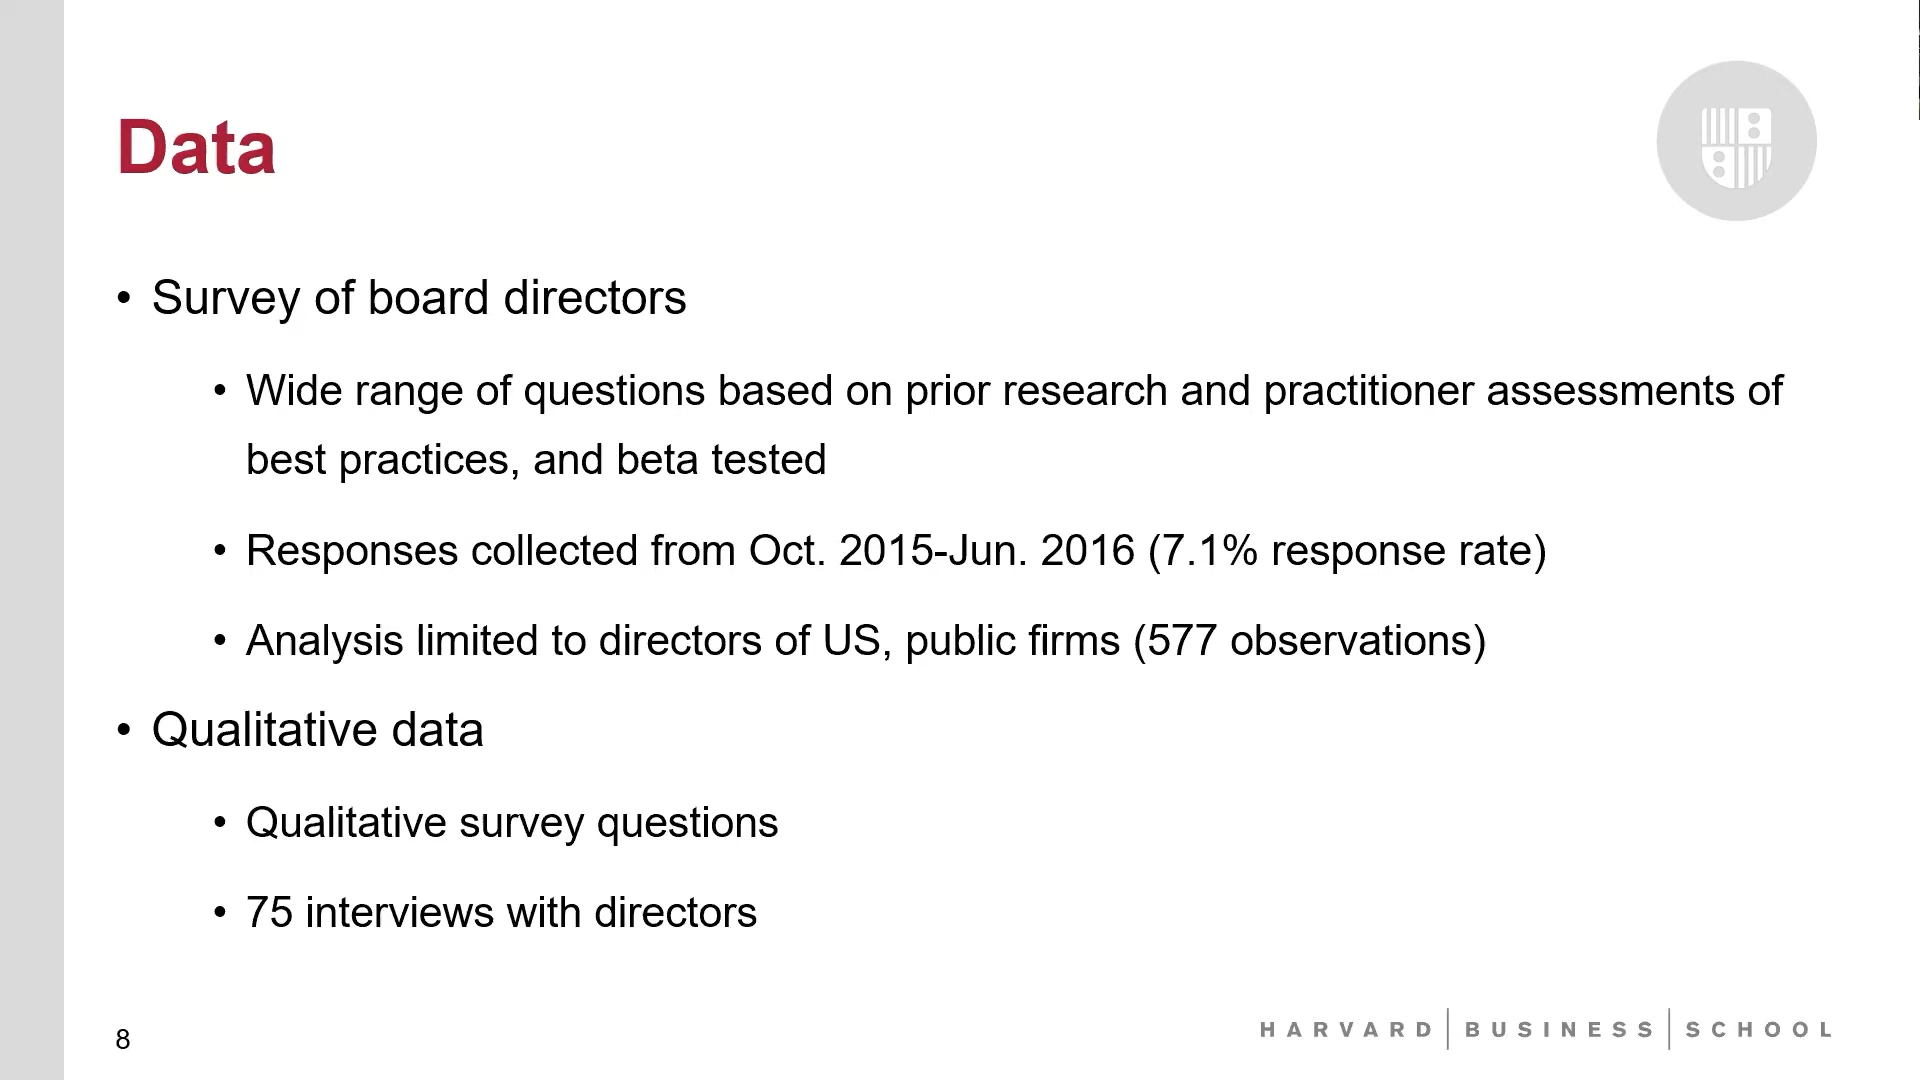 Data
• Survey of board directors
• Wide range of questions based on prior research and practitioner assessments of
best practices, and beta tested
• Responses collected from Oct. 2015-Jun. 2016 (7.1% response rate)
• Analysis limited to directors of US, public firms (577 observations)
• Qualitative data
• Qualitative survey questions
• 75 interviews with directors
8
HARVARD | BUSINESS | SCHOOL